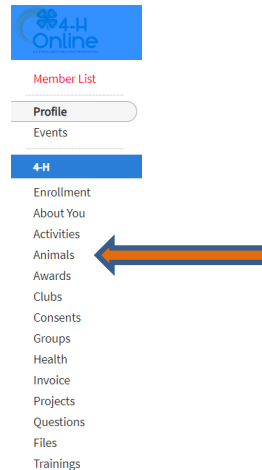 4-H
Online
Member List
Profile
Events
4-H
Enrollment
About You
Activities
Animals
Awards
Clubs
Consents
Groups
Health
Invoice
Projects
Questions
Files
Trainings